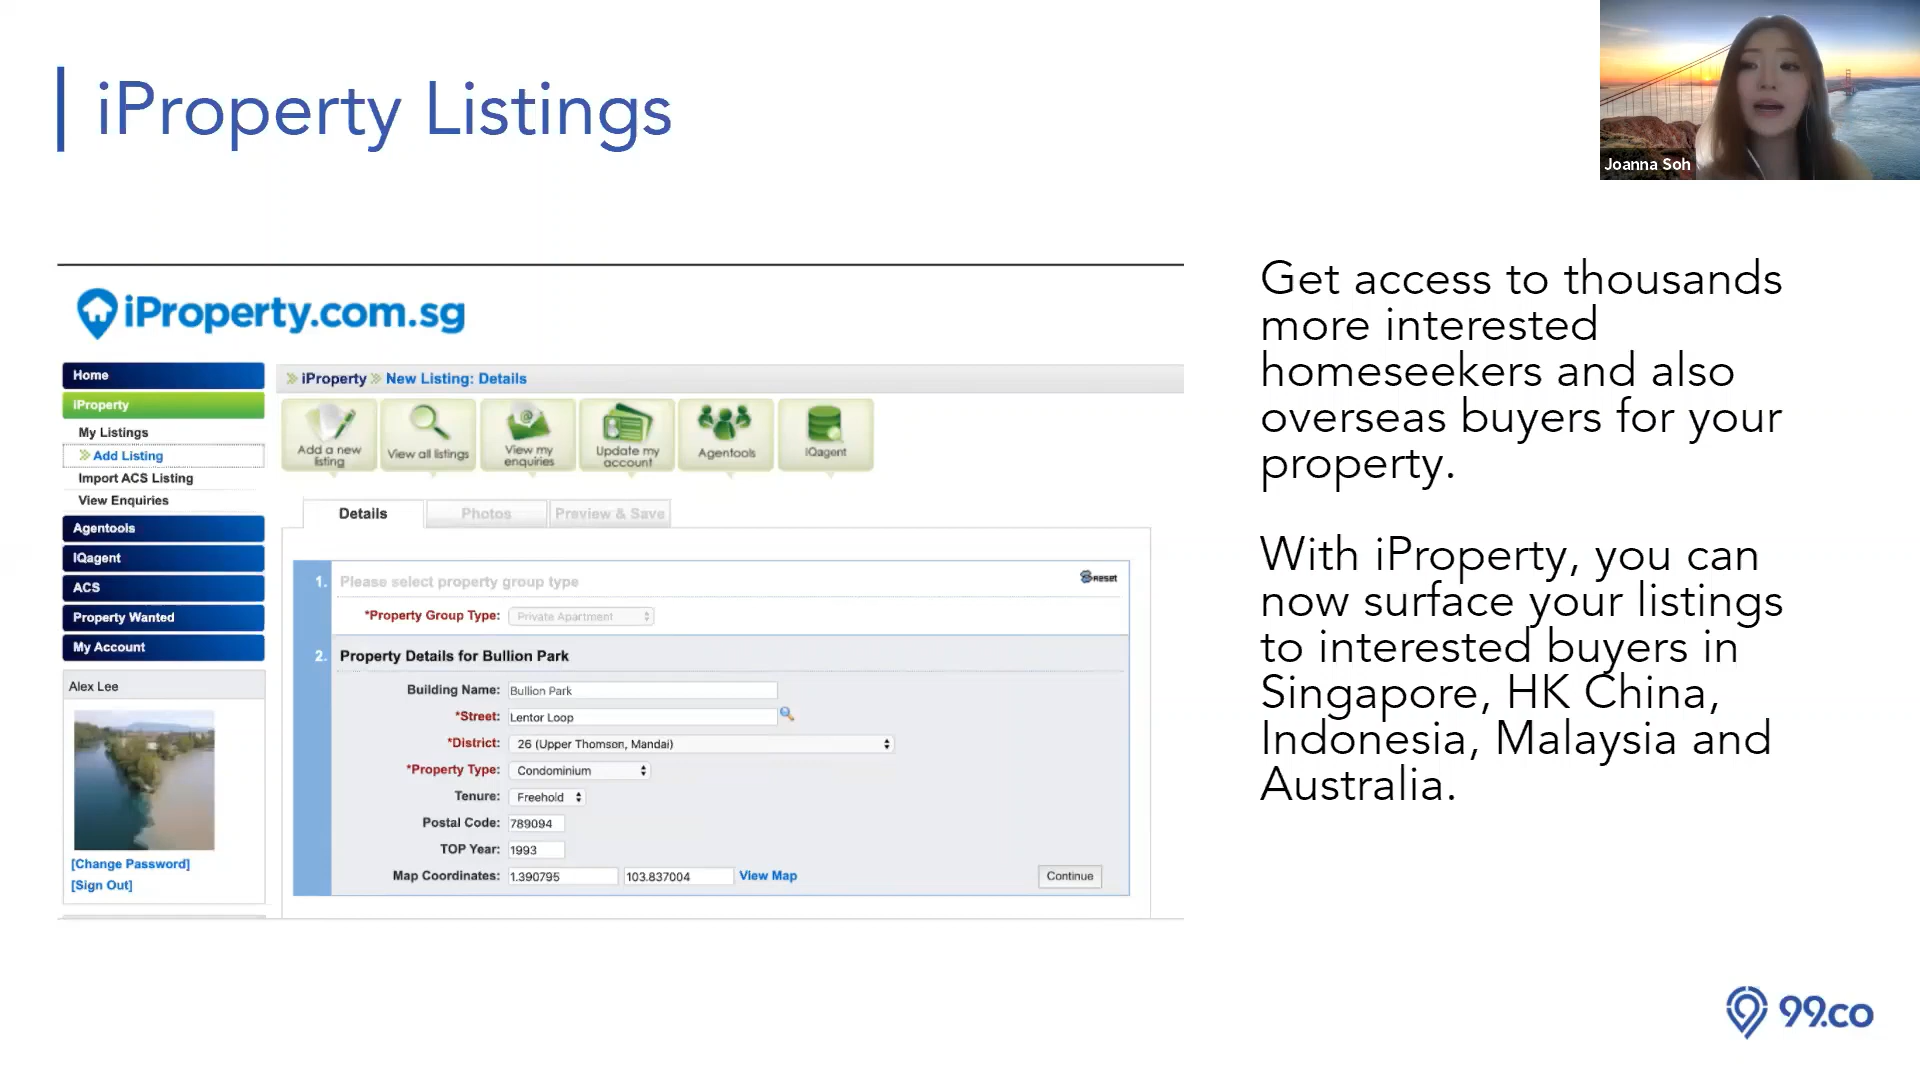 iProperty Listings
Joanna Soh
iProperty.com.sg
Home
iProperty
My Listings
Add Listing
Import ACS Listing
View Enquiries
Agentools
IQagent
ACS
Property Wanted
My Account
Alex Lee
[Change Password]
[Sign Out]
iProperty New Listing: Details
Add a new
listing
View all listings
View my
enquiries
Update my
account
Agentools
IQagent
Details
Photos
Preview & Save
1. Please select property group type
RESET
*Property Group Type: Private Apartment
2. Property Details for Bullion Park
Building Name: Bullion Park
*Street: Lentor Loop
*District: 26 (Upper Thomson, Mandai)
*Property Type: Condominium
Tenure: Freehold
Postal Code: 789094
TOP Year: 1993
Map Coordinates: 1.390795 103.837004 View Map
Continue
Get access to thousands
more interested
homeseekers and also
overseas buyers for your
property.
With iProperty, you can
now surface your listings
to interested buyers in
Singapore, HK China,
Indonesia, Malaysia and
Australia.
99.co